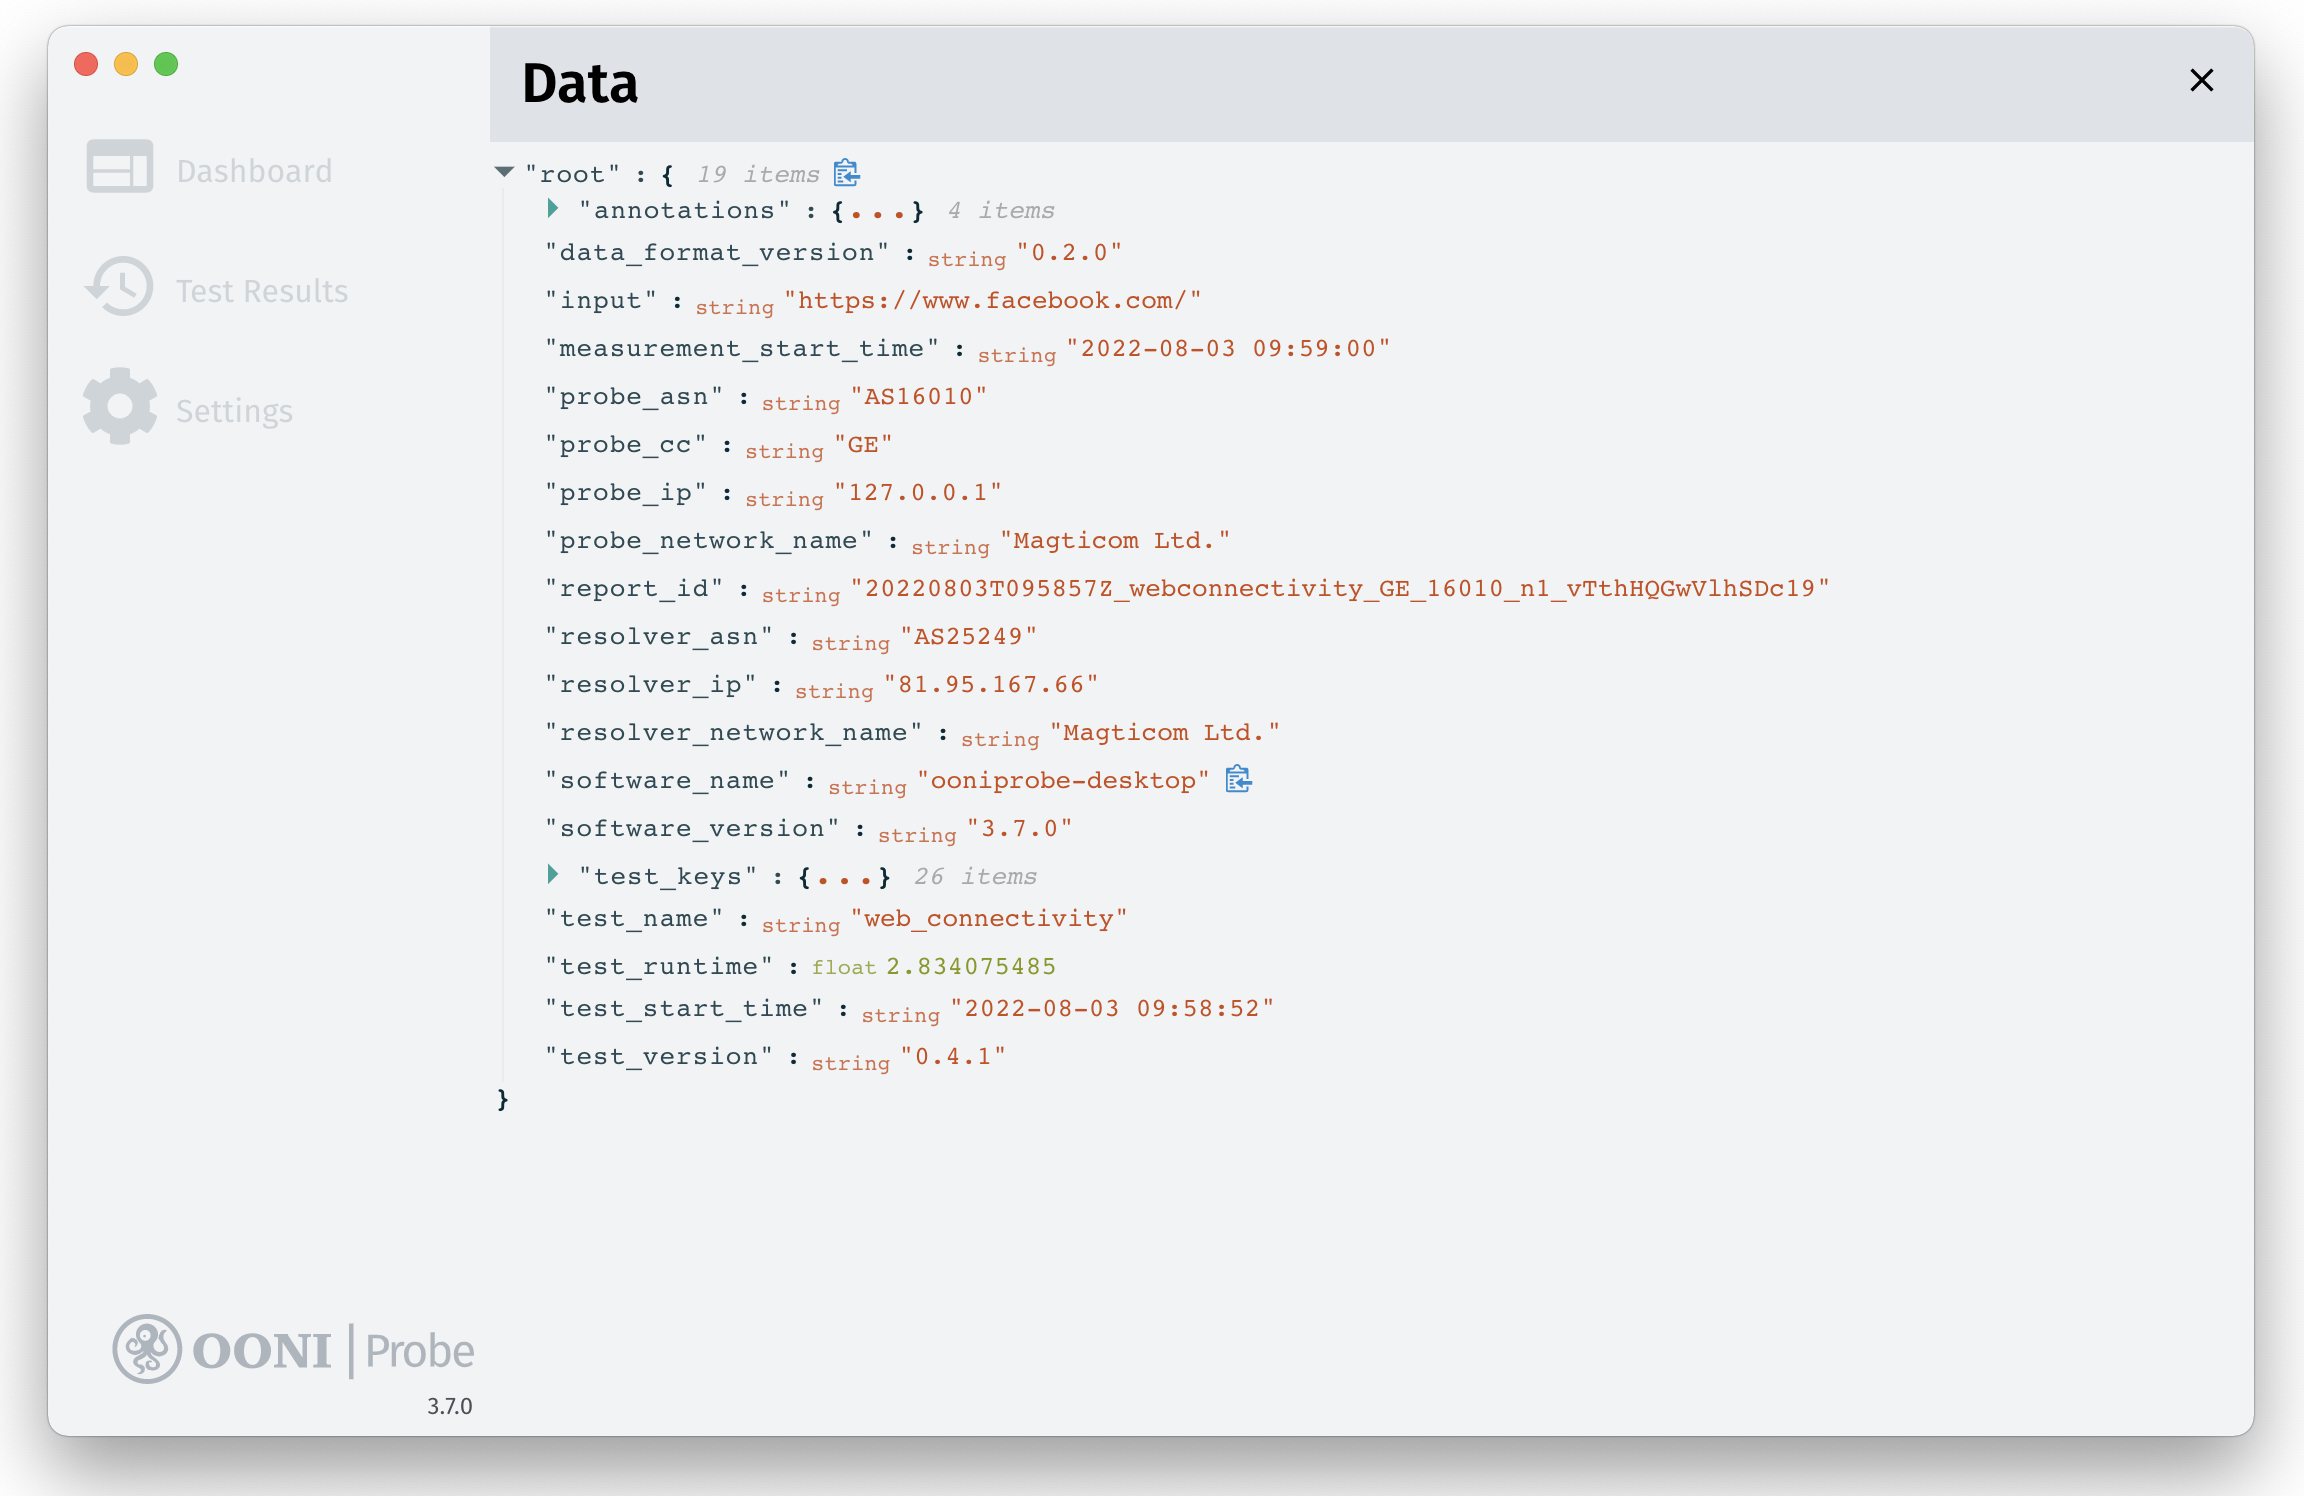 Data
Dashboard
Test Results
Settings
"root" : { 19 items
"annotations" : {...} 4 items
"data_format_version" : string "0.2.0"
"input" : string "https://www.facebook.com/"
"measurement_start_time" : string "2022-08-03 09:59:00"
"probe_asn" : string "AS16010"
"probe_cc" : string "GE"
"probe_ip" : string "127.0.0.1"
"probe_network_name" : string "Magticom Ltd."
"report_id" : string "20220803T095857Z_webconnectivity_GE_16010_n1_vTthHQGwVlhSDc19"
"resolver_asn" : string "AS25249"
"resolver_ip" : string "81.95.167.66"
"resolver_network_name" : string "Magticom Ltd."
"software_name" : string "ooniprobe-desktop"
"software_version" : string "3.7.0"
"test_keys" : {...} 26 items
"test_name" : string "web_connectivity"
"test_runtime" : float 2.834075485
"test_start_time" : string "2022-08-03 09:58:52"
"test_version" : string "0.4.1"
}
OONI | Probe
3.7.0